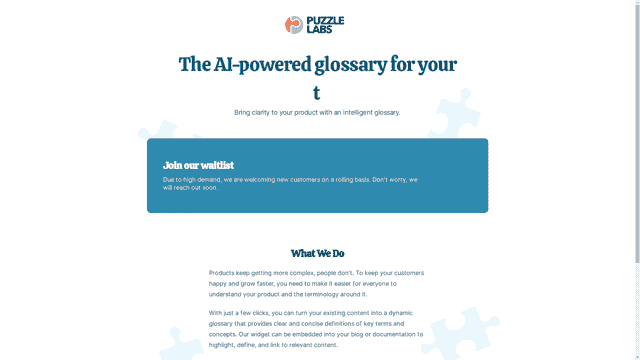 PUZZLE
LABS
The AI-powered glossary for your
t
Bring clarity to your product with an intelligent glossary.
Join our waitlist
Due to high demand, we are welcoming new customers on a rolling basis. Don't worry, we
will reach out soon.
What We Do
Products keep getting more complex, people don't. To keep your customers
happy and grow faster, you need to make it easier for everyone to
understand your product and the terminology around it.
With just a few clicks, you can turn your existing content into a dynamic
glossary that provides clear and concise definitions of key terms and
concepts. Our widget can be embedded into your blog or documentation to
highlight, define, and link to relevant content.